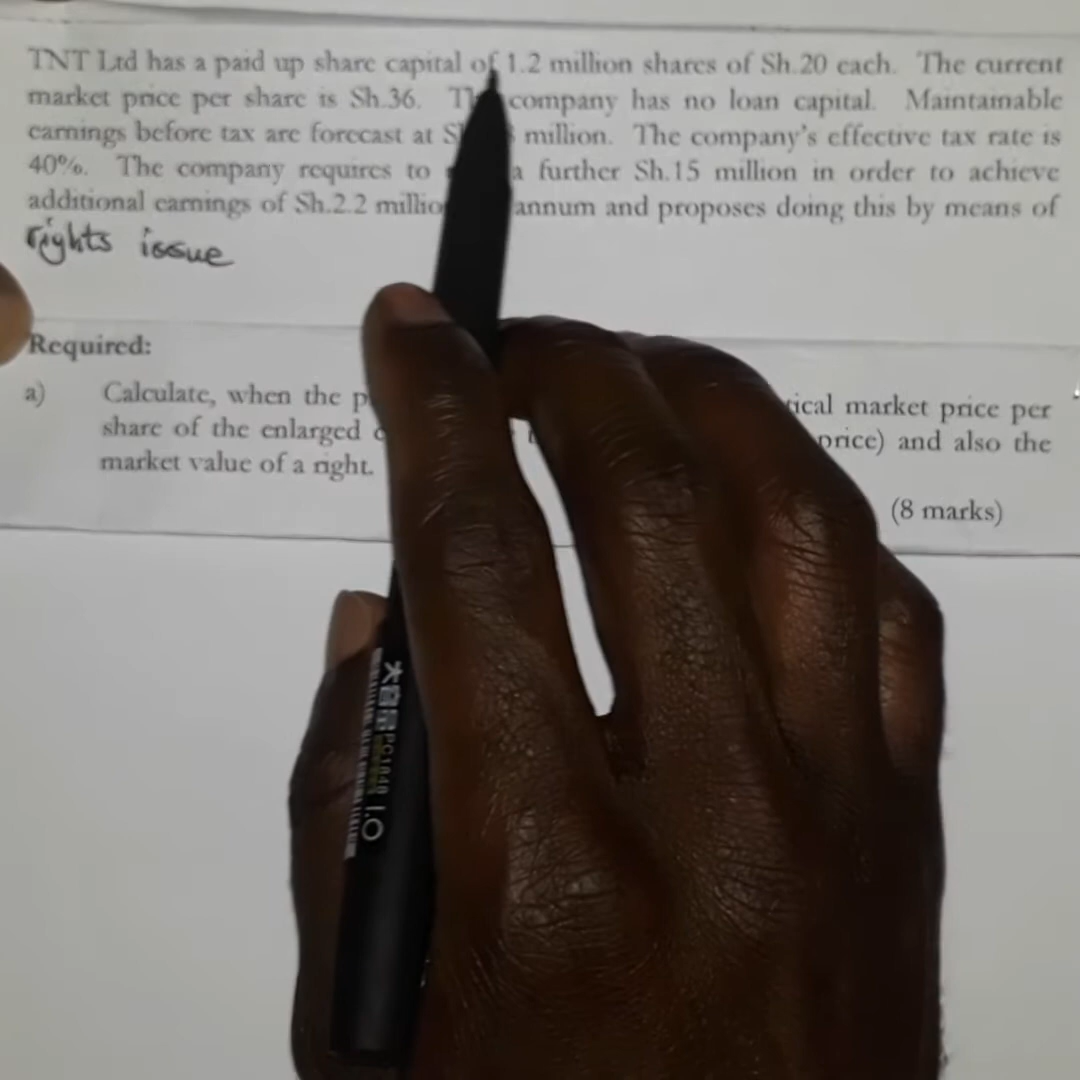 TNT Ltd has a paid up share capital of 1.2 million shares of Sh.20 each. The current
market price per share is Sh.36. company has no loan capital. Maintainable
earnings before tax are forecast at million. The company's effective tax rate is
40%. The company requires to a further Sh.15 million in order to achieve
additional earnings of Sh.2.2 annum and proposes doing this by means of
rights issue
Required:
a) Calculate, when the market price per
share of the enlarged price) and also the
market value of a right.
(8 marks)
PC1048 1.0